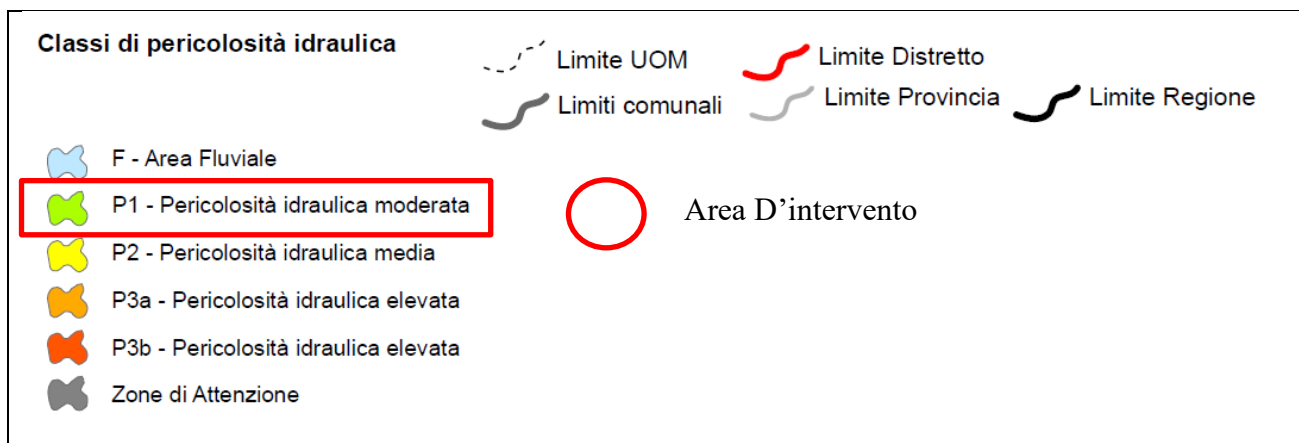 Classi di pericolosità idraulica
Limite UOM
Limite Distretto
Limiti comunali
Limite Provincia
Limite Regione
F - Area Fluviale
P1 - Pericolosità idraulica moderata
Area D’intervento
P2 - Pericolosità idraulica media
P3a - Pericolosità idraulica elevata
P3b - Pericolosità idraulica elevata
Zone di Attenzione